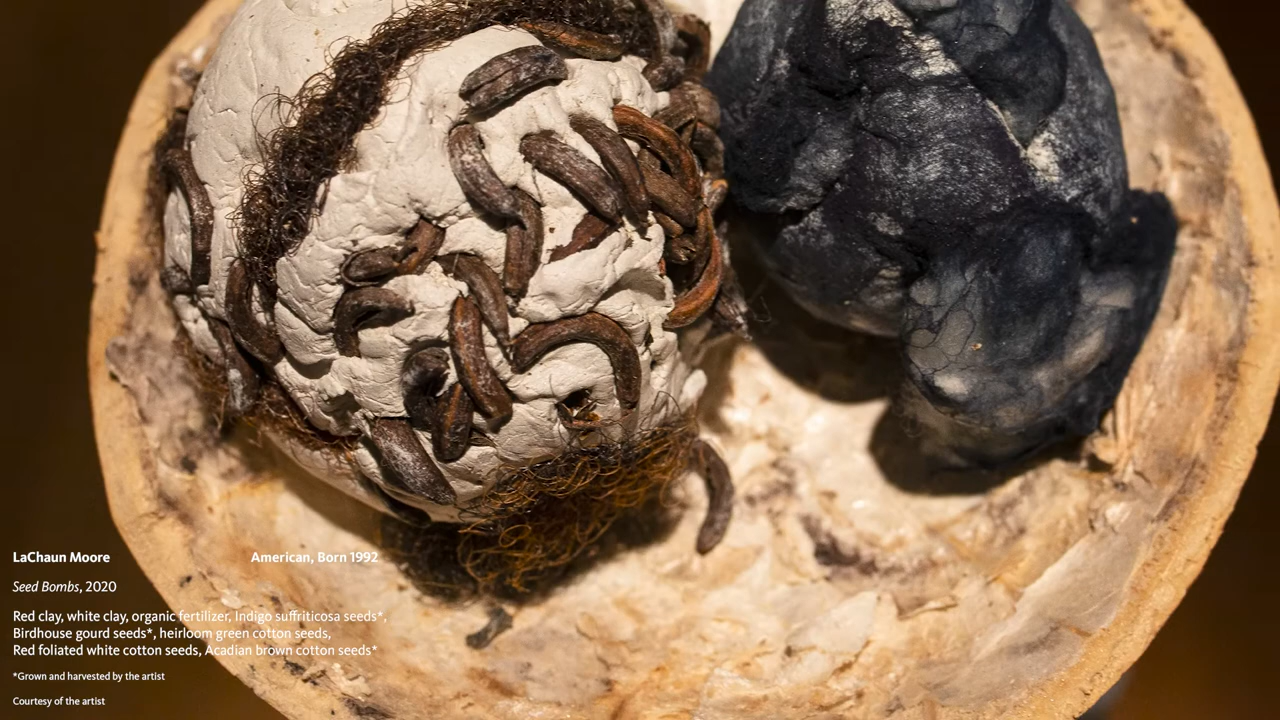 LaChaun Moore American, Born 1992
Seed Bombs, 2020
Red clay, white clay, organic fertilizer, Indigo suffriticosa seeds*,
Birdhouse gourd seeds*, heirloom green cotton seeds,
Red foliated white cotton seeds, Acadian brown cotton seeds*
*Grown and harvested by the artist
Courtesy of the artist